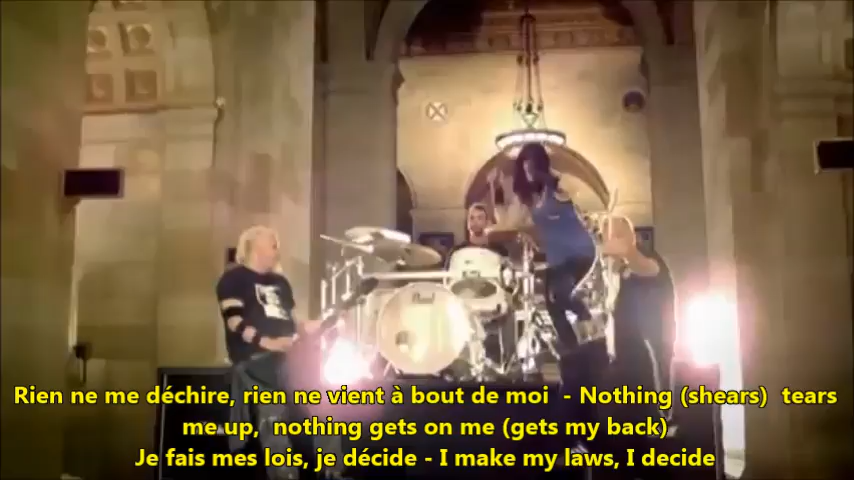 Rien ne me déchire, rien ne vient à bout de moi - Nothing (shears) tears
me up, nothing gets on me (gets my back)
Je fais mes lois, je décide - I make my laws, I decide